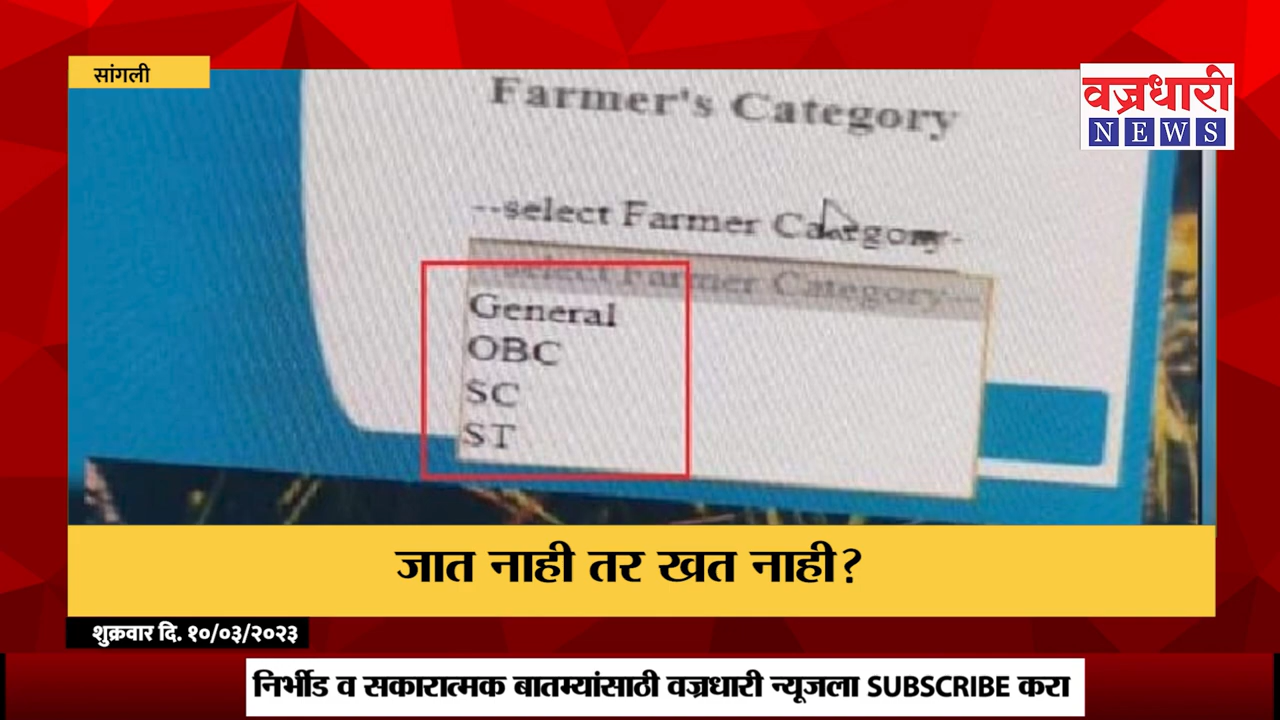 सांगली
वज्रधारी
NEWS
Farmer's Category
--select Farmer Category-
select Farmer Category
General
OBC
SC
ST
जात नाही तर खत नाही?
शुक्रवार दि. १०/०३/२०२३
निर्भीड व सकारात्मक बातम्यांसाठी वज्रधारी न्यूजला SUBSCRIBE करा